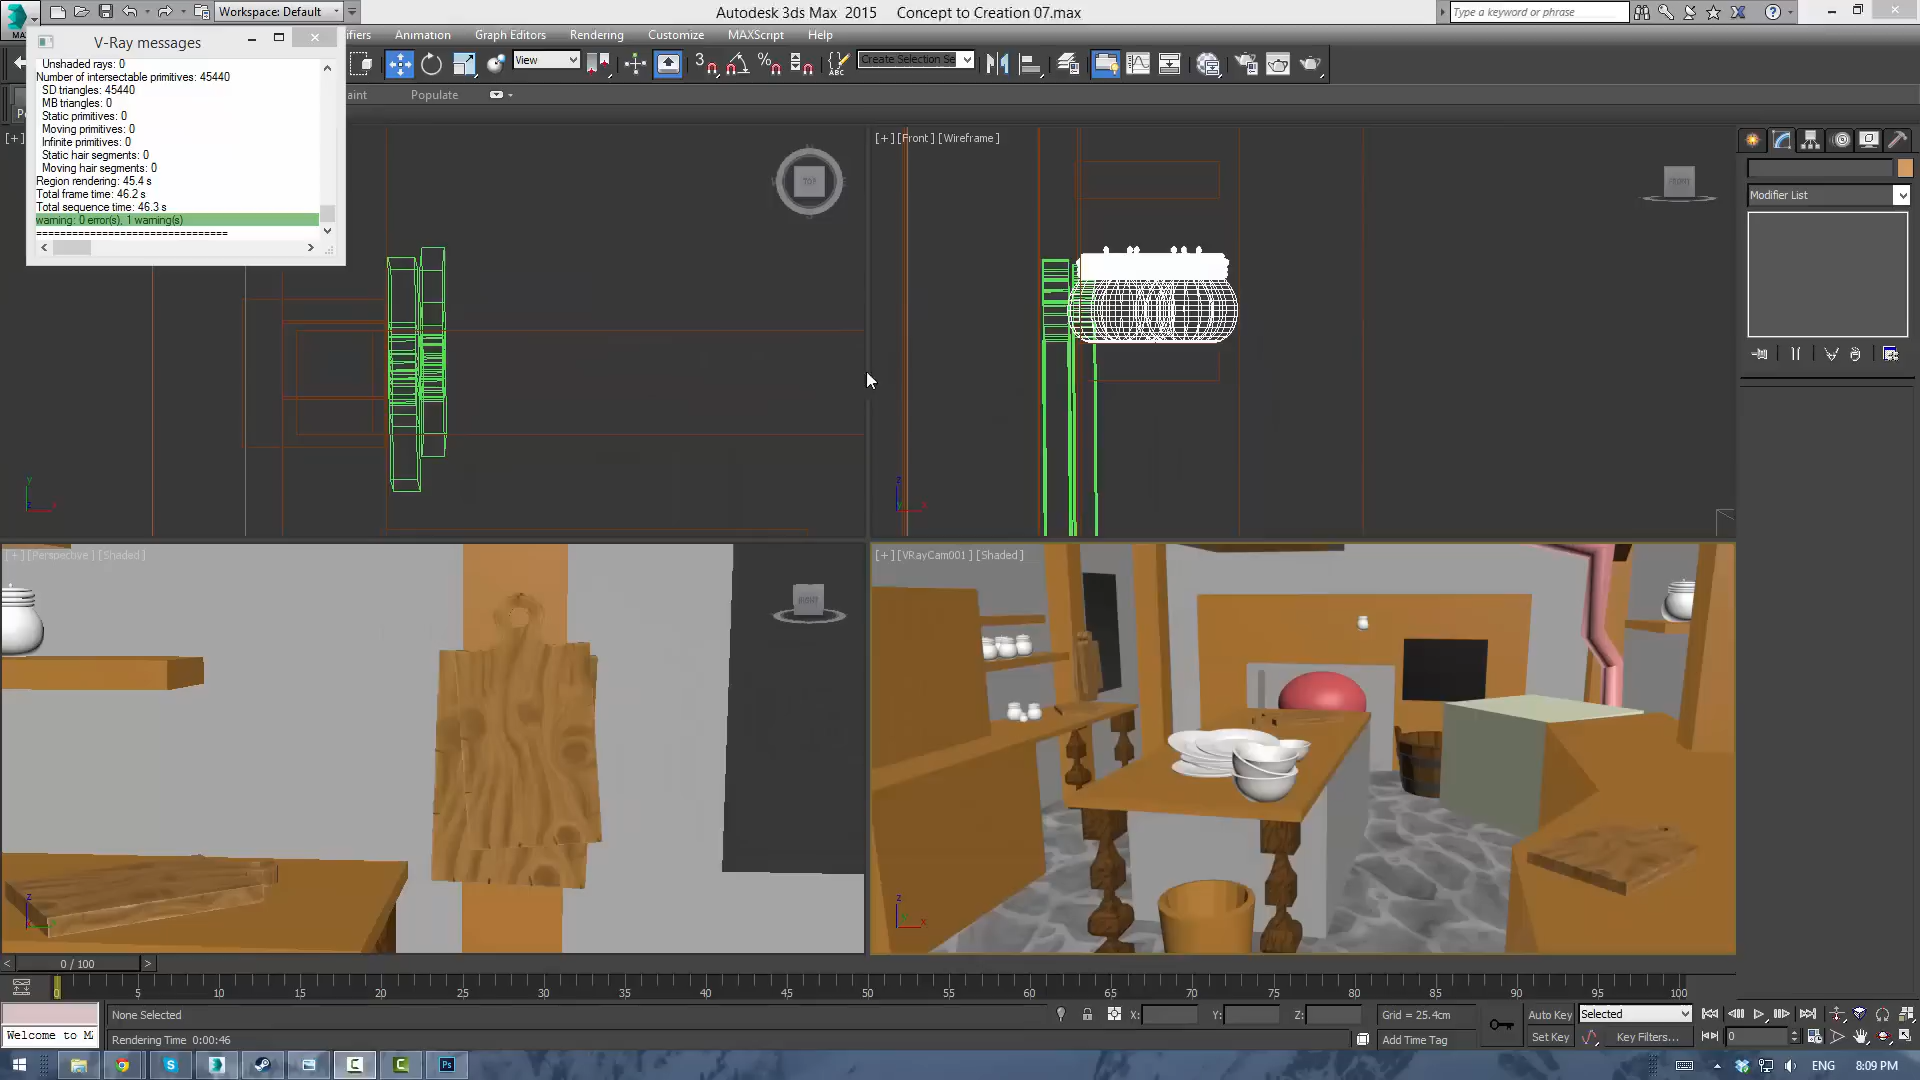 Workspace: Default
Autodesk 3ds Max 2015 Concept to Creation 07.max
Type a keyword or phrase
V-Ray messages
Animation Graph Editors Rendering Customize MAXScript Help
View
Create Selection Se
Populate
Unshaded rays: 0
Number of intersectable primitives: 45440
SD triangles: 45440
MB triangles: 0
Static primitives: 0
Moving primitives: 0
Infinite primitives: 0
Static hair segments: 0
Moving hair segments: 0
Region rendering: 45.4 s
Total frame time: 46.2 s
Total sequence time: 46.3 s
warning: 0 error(s), 1 warning(s)
================================
[+]
TOP
[+] [Front] [Wireframe]
FRONT
Modifier List
[+] [Perspective] [Shaded]
RIGHT
[+] [VRayCam001] [Shaded]
0 / 100
0 5 10 15 20 25 30 35 40 45 50 55 60 65 70 75 80 85 90 95 100
None Selected
X: Y: Z:
Grid = 25.4cm
Auto Key
Selected
Welcome to M
Rendering Time 0:00:46
Add Time Tag
Set Key
Key Filters...
0
ENG
8:09 PM